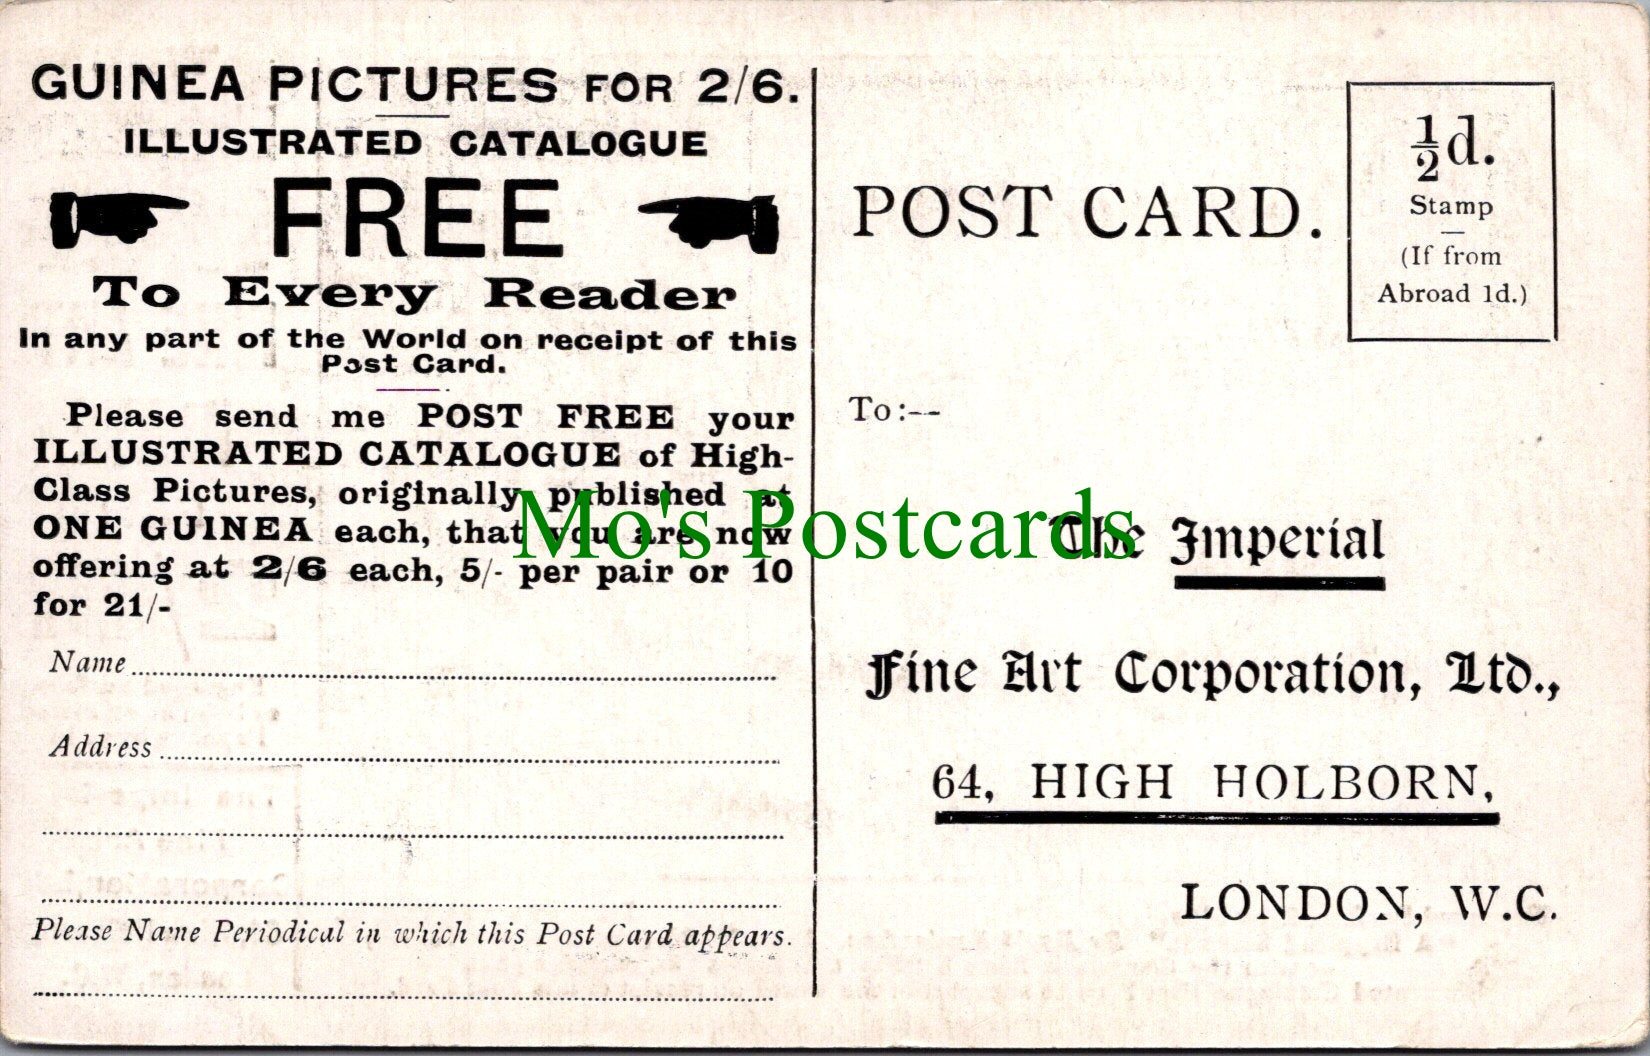 GUINEA PICTURES FOR 2/6.
ILLUSTRATED CATALOGUE
FREE
To Every Reader
In any part of the World on receipt of this
Post Card.
Please send me POST FREE your
ILLUSTRATED CATALOGUE of High-
Class Pictures, originally published at
ONE GUINEA each, that you are now
offering at 2/6 each, 5/- per pair or 10
for 21/-
Name
Address
Please Name Periodical in which this Post Card appears.
POST CARD.
½d.
Stamp
(If from
Abroad 1d.)
To:--
The Imperial
Fine Art Corporation, Ltd.,
64, HIGH HOLBORN,
LONDON, W.C.
Mo's Postcards